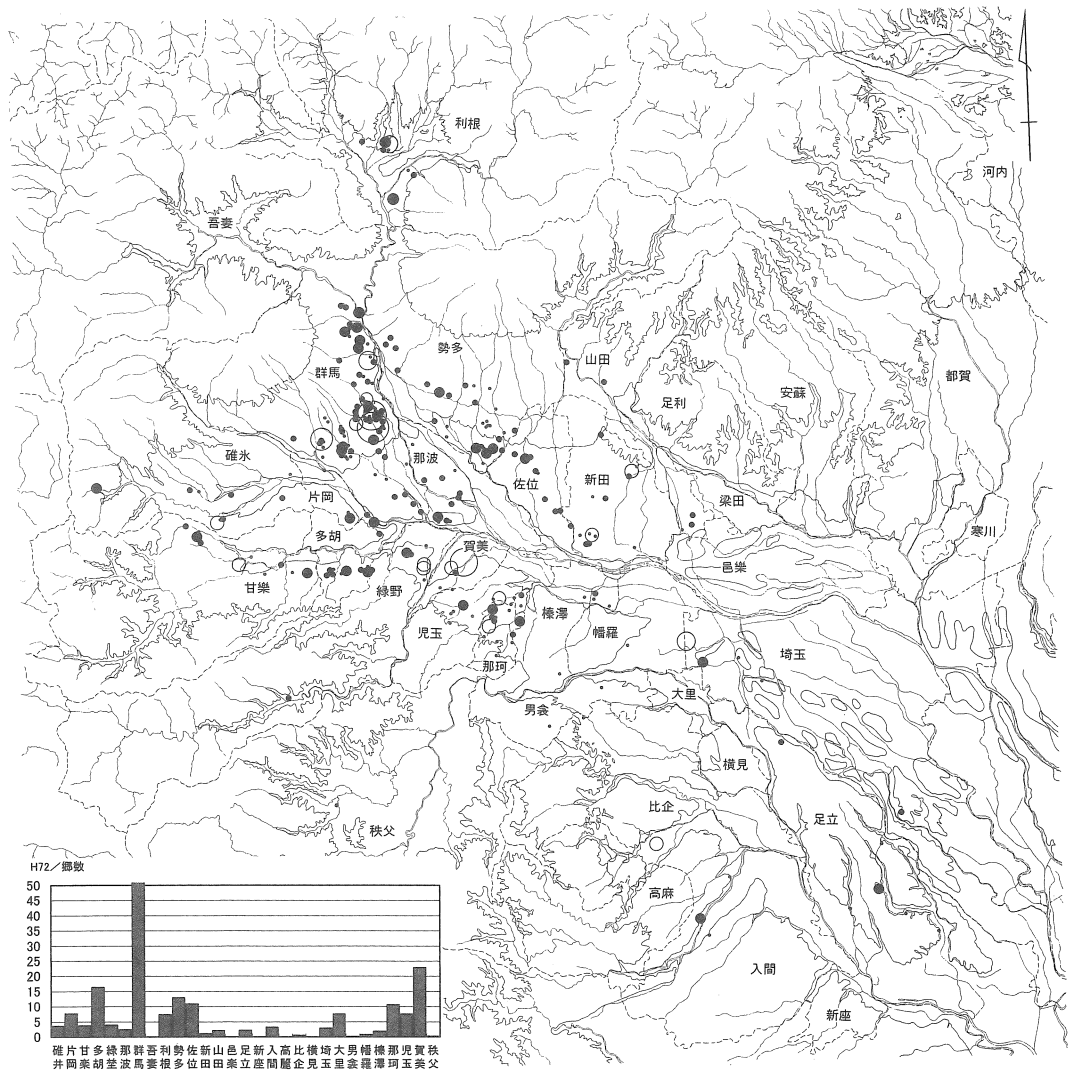 利根
河内
吾妻
勢多
山田
群馬
都賀
安蘇
足利
碓氷
那波
佐位
新田
片岡
梁田
多胡
寒川
賀美
邑樂
甘樂
緑野
榛澤
児玉
幡羅
埼玉
那珂
大里
男衾
横見
比企
足立
秩父
高麻
入間
新座
H72／郷数
50
45
40
35
30
25
20
15
10
5
0
碓井
片岡
甘楽
多胡
緑埜
那波
群馬
吾妻
利根
勢多
佐位
新田
山田
邑楽
足立
新座
入間
高麗
比企
横見
埼玉
大里
男衾
幡羅
榛澤
那珂
児玉
賀美
秩父